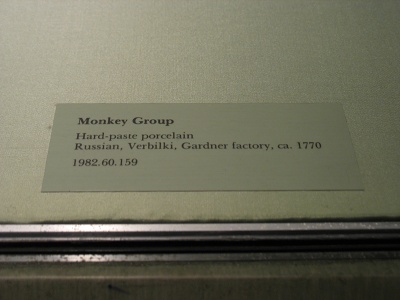 Monkey Group
Hard-paste porcelain
Russian, Verbilki, Gardner factory, ca. 1770
1982.60.159